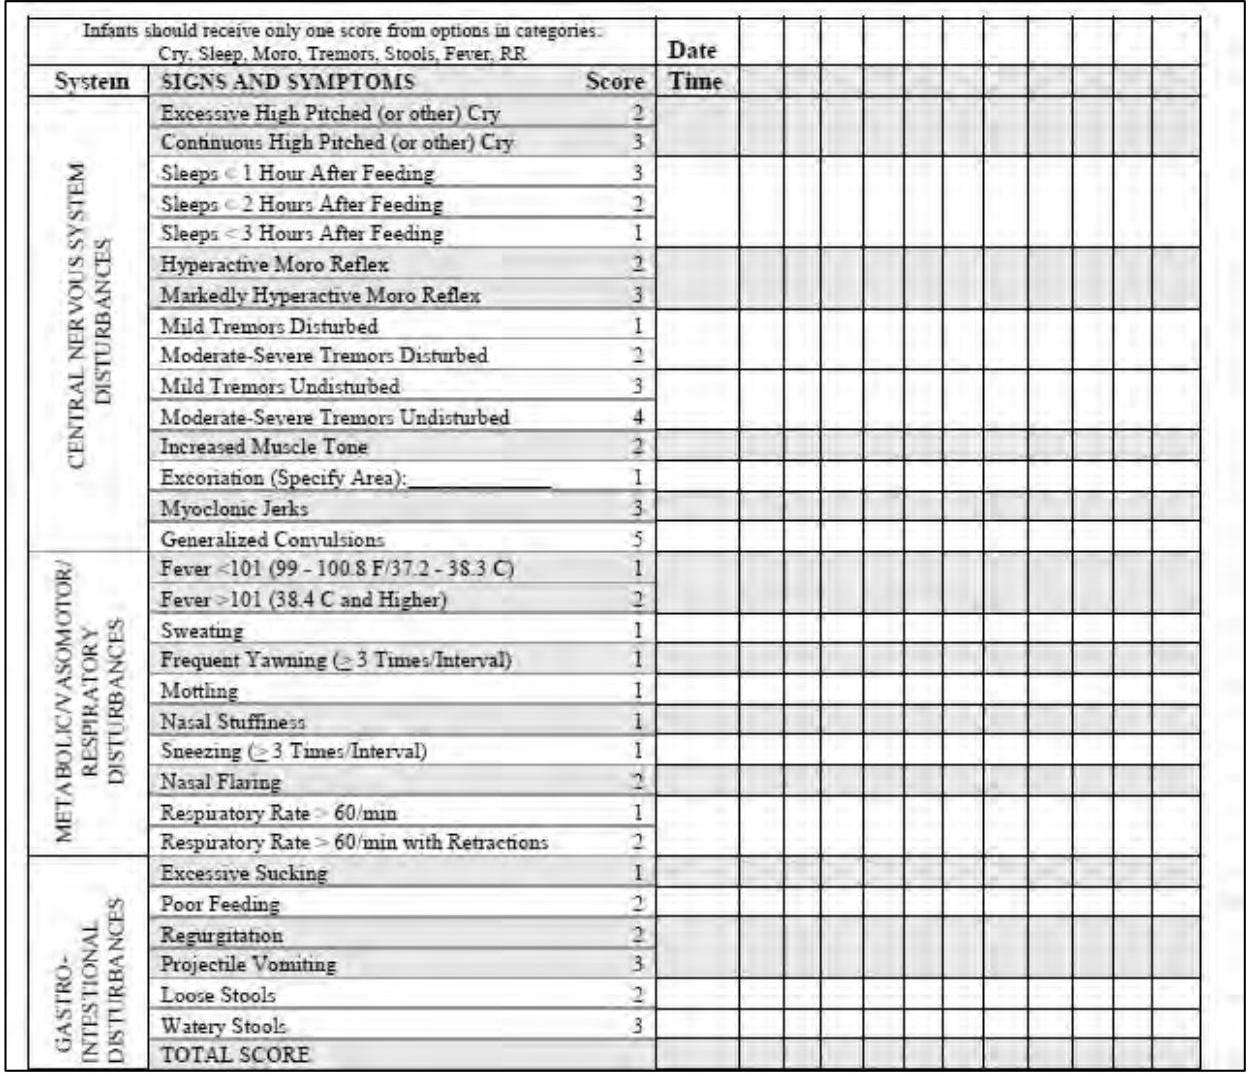 Infants should receive only one score from options in categories:
Cry, Sleep, Moro, Tremors, Stools, Fever, RR
Date
System SIGNS AND SYMPTOMS Score Time
CENTRAL NERVOUS SYSTEM
DISTURBANCES
Excessive High Pitched (or other) Cry 2
Continuous High Pitched (or other) Cry 3
Sleeps < 1 Hour After Feeding 3
Sleeps < 2 Hours After Feeding 2
Sleeps < 3 Hours After Feeding 1
Hyperactive Moro Reflex 2
Markedly Hyperactive Moro Reflex 3
Mild Tremors Disturbed 1
Moderate-Severe Tremors Disturbed 2
Mild Tremors Undisturbed 3
Moderate-Severe Tremors Undisturbed 4
Increased Muscle Tone 2
Excoriation (Specify Area):____________ 1
Myoclonic Jerks 3
Generalized Convulsions 5
METABOLIC/VASOMOTOR/
RESPIRATORY
DISTURBANCES
Fever <101 (99 - 100.8 F/37.2 - 38.3 C) 1
Fever >101 (38.4 C and Higher) 2
Sweating 1
Frequent Yawning (≥ 3 Times/Interval) 1
Mottling 1
Nasal Stuffiness 1
Sneezing (≥ 3 Times/Interval) 1
Nasal Flaring 2
Respiratory Rate > 60/min 1
Respiratory Rate > 60/min with Retractions 2
GASTRO-
INTESTIONAL
DISTURBANCES
Excessive Sucking 1
Poor Feeding 2
Regurgitation 2
Projectile Vomiting 3
Loose Stools 2
Watery Stools 3
TOTAL SCORE